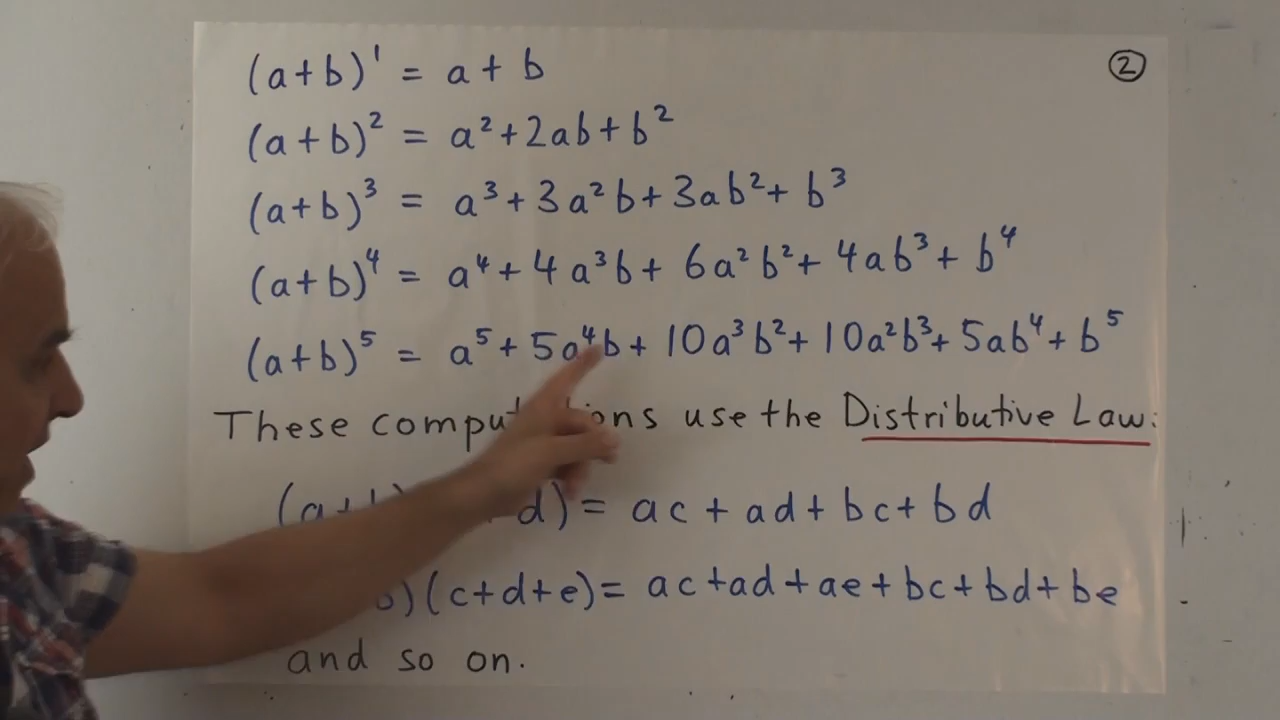 ②
(a+b)¹ = a + b
(a+b)² = a² + 2ab + b²
(a+b)³ = a³ + 3a²b + 3ab² + b³
(a+b)⁴ = a⁴ + 4a³b + 6a²b² + 4ab³ + b⁴
(a+b)⁵ = a⁵ + 5a⁴b + 10a³b² + 10a²b³ + 5ab⁴ + b⁵
These use the Distributive Law:
(a+ d) = ac + ad + bc + bd
)(c+d+e) = ac + ad + ae + bc + bd + be
and so on.